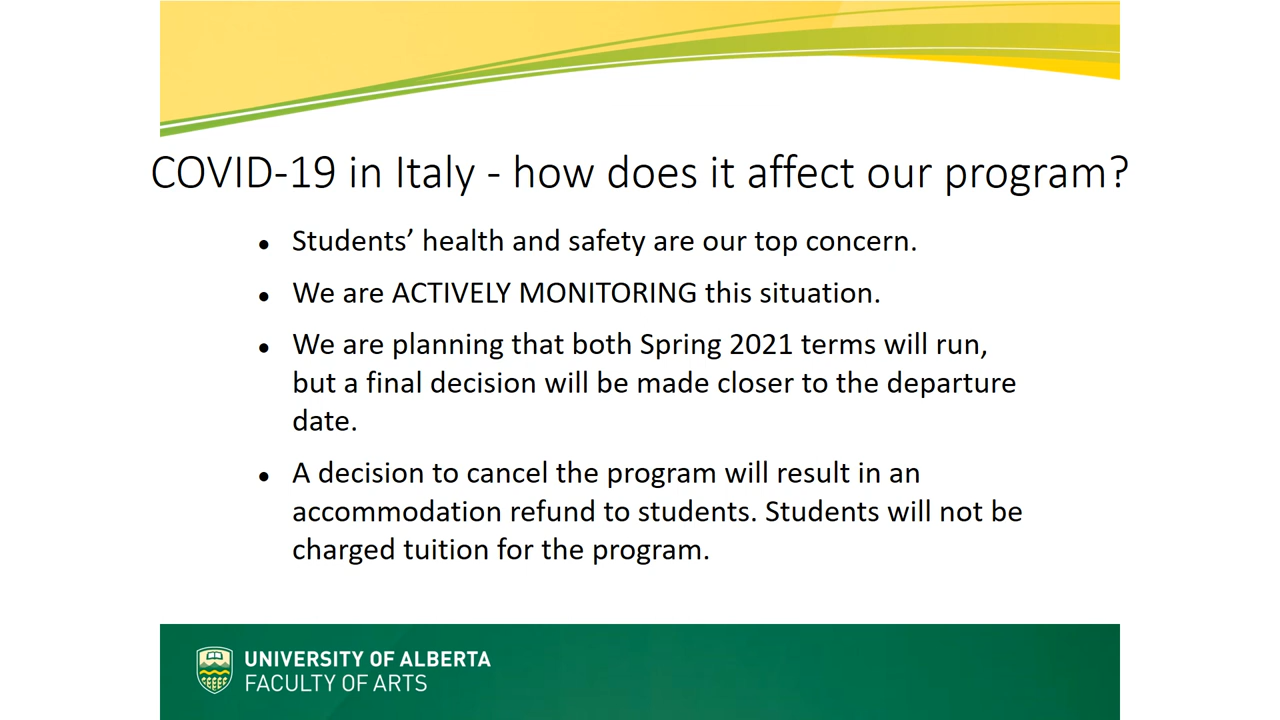 COVID-19 in Italy - how does it affect our program?
● Students’ health and safety are our top concern.
● We are ACTIVELY MONITORING this situation.
● We are planning that both Spring 2021 terms will run,
but a final decision will be made closer to the departure
date.
● A decision to cancel the program will result in an
accommodation refund to students. Students will not be
charged tuition for the program.
UNIVERSITY OF ALBERTA
FACULTY OF ARTS